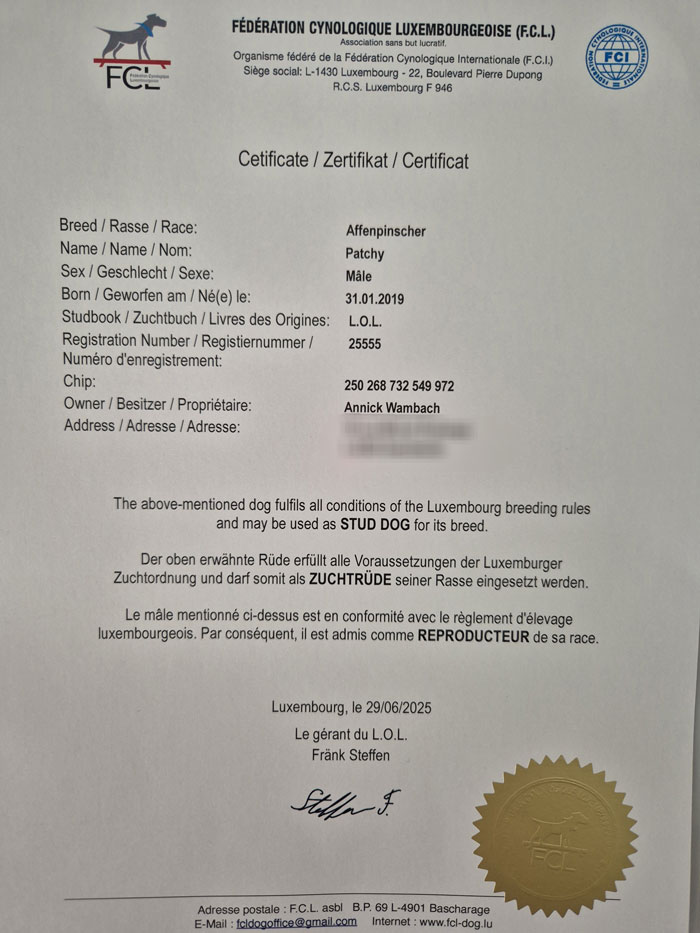 FCL
Fédération Cynologique
Luxembourgeoise
FÉDÉRATION CYNOLOGIQUE LUXEMBOURGEOISE (F.C.L.)
Association sans but lucratif.
Organisme fédéré de la Fédération Cynologique Internationale (F.C.I.)
Siège social: L-1430 Luxembourg - 22, Boulevard Pierre Dupong
R.C.S. Luxembourg F 946
FÉDÉRATION CYNOLOGIQUE INTERNATIONALE
FCI
Cetificate / Zertifikat / Certificat
Breed / Rasse / Race: Affenpinscher
Name / Name / Nom: Patchy
Sex / Geschlecht / Sexe: Mâle
Born / Geworfen am / Né(e) le: 31.01.2019
Studbook / Zuchtbuch / Livres des Origines: L.O.L.
Registration Number / Registiernummer / 25555
Numéro d'enregistrement:
Chip: 250 268 732 549 972
Owner / Besitzer / Propriétaire: Annick Wambach
Address / Adresse / Adresse:
The above-mentioned dog fulfils all conditions of the Luxembourg breeding rules
and may be used as STUD DOG for its breed.
Der oben erwähnte Rüde erfüllt alle Voraussetzungen der Luxemburger
Zuchtordnung und darf somit als ZUCHTRÜDE seiner Rasse eingesetzt werden.
Le mâle mentionné ci-dessus est en conformité avec le règlement d'élevage
luxembourgeois. Par conséquent, il est admis comme REPRODUCTEUR de sa race.
Luxembourg, le 29/06/2025
Le gérant du L.O.L.
Fränk Steffen
Steffen F.
FCL
Adresse postale : F.C.L. asbl B.P. 69 L-4901 Bascharage
E-Mail : fcldogoffice@gmail.com Internet : www.fcl-dog.lu